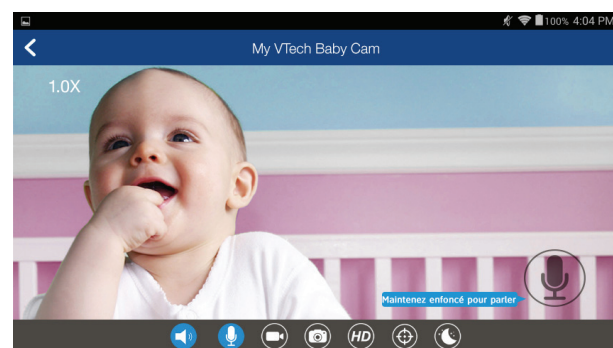 100% 4:04 PM
My VTech Baby Cam
1.0X
Maintenez enfoncé pour parler
HD